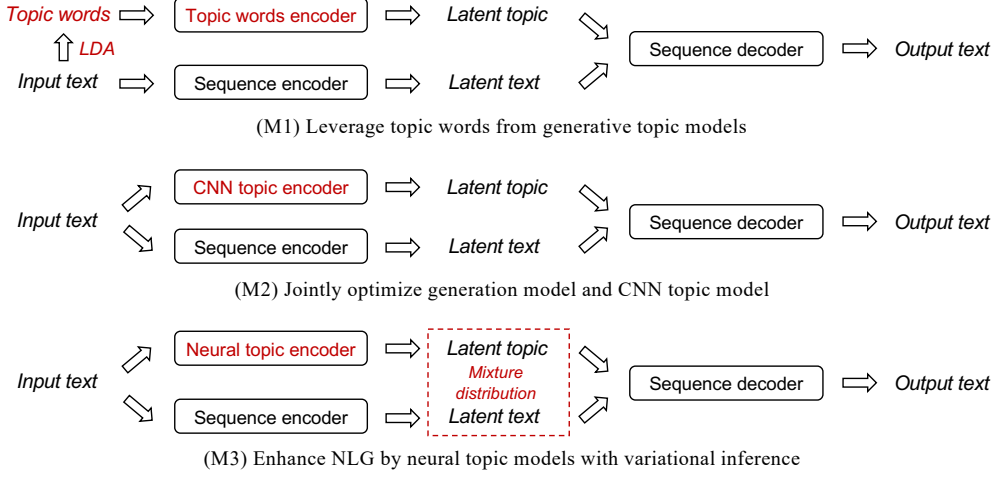 Topic words Topic words encoder Latent topic
LDA Sequence decoder Output text
Input text Sequence encoder Latent text
(M1) Leverage topic words from generative topic models
CNN topic encoder Latent topic
Input text Sequence decoder Output text
Sequence encoder Latent text
(M2) Jointly optimize generation model and CNN topic model
Neural topic encoder Latent topic
Input text Mixture Sequence decoder Output text
distribution
Sequence encoder Latent text
(M3) Enhance NLG by neural topic models with variational inference